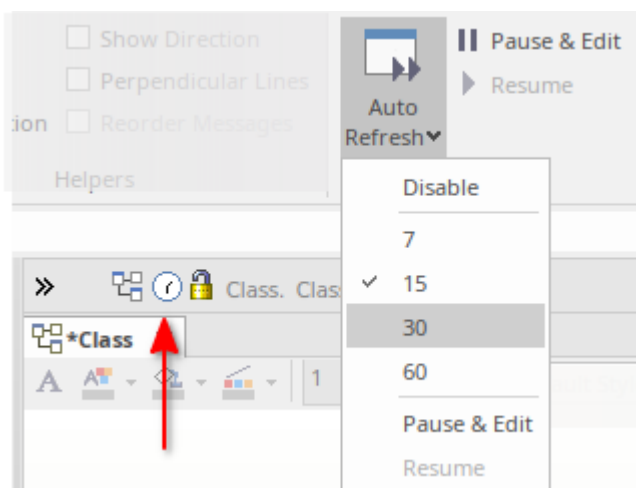 Show Direction
Perpendicular Lines
tion Reorder Messages
Helpers
Auto
Refresh
Pause & Edit
Resume
Disable
7
15
30
60
Pause & Edit
Resume
Class. Clas
*Class
A A 1